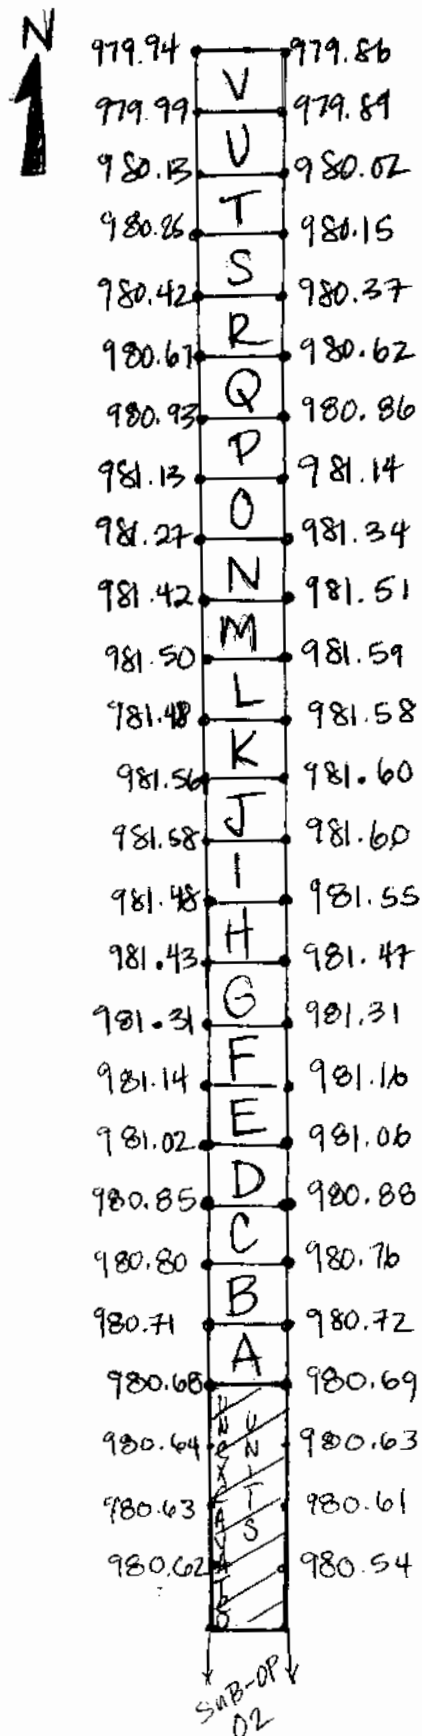 N
979.94 979.86
V
979.99 979.89
U
980.13 980.02
T
980.26 980.15
S
980.42 980.37
R
980.67 980.62
Q
980.93 980.86
P
981.13 981.14
O
981.27 981.34
N
981.42 981.51
M
981.50 981.59
L
981.48 981.58
K
981.56 981.60
J
981.58 981.60
I
981.48 981.55
H
981.43 981.47
G
981.31 981.31
F
981.14 981.16
E
981.02 981.06
D
980.85 980.88
C
980.80 980.76
B
980.71 980.72
A
980.68 980.69
UNEXCAVATED
UNITS
980.64 980.63
980.63 980.61
980.62 980.54
SUB-OP
02